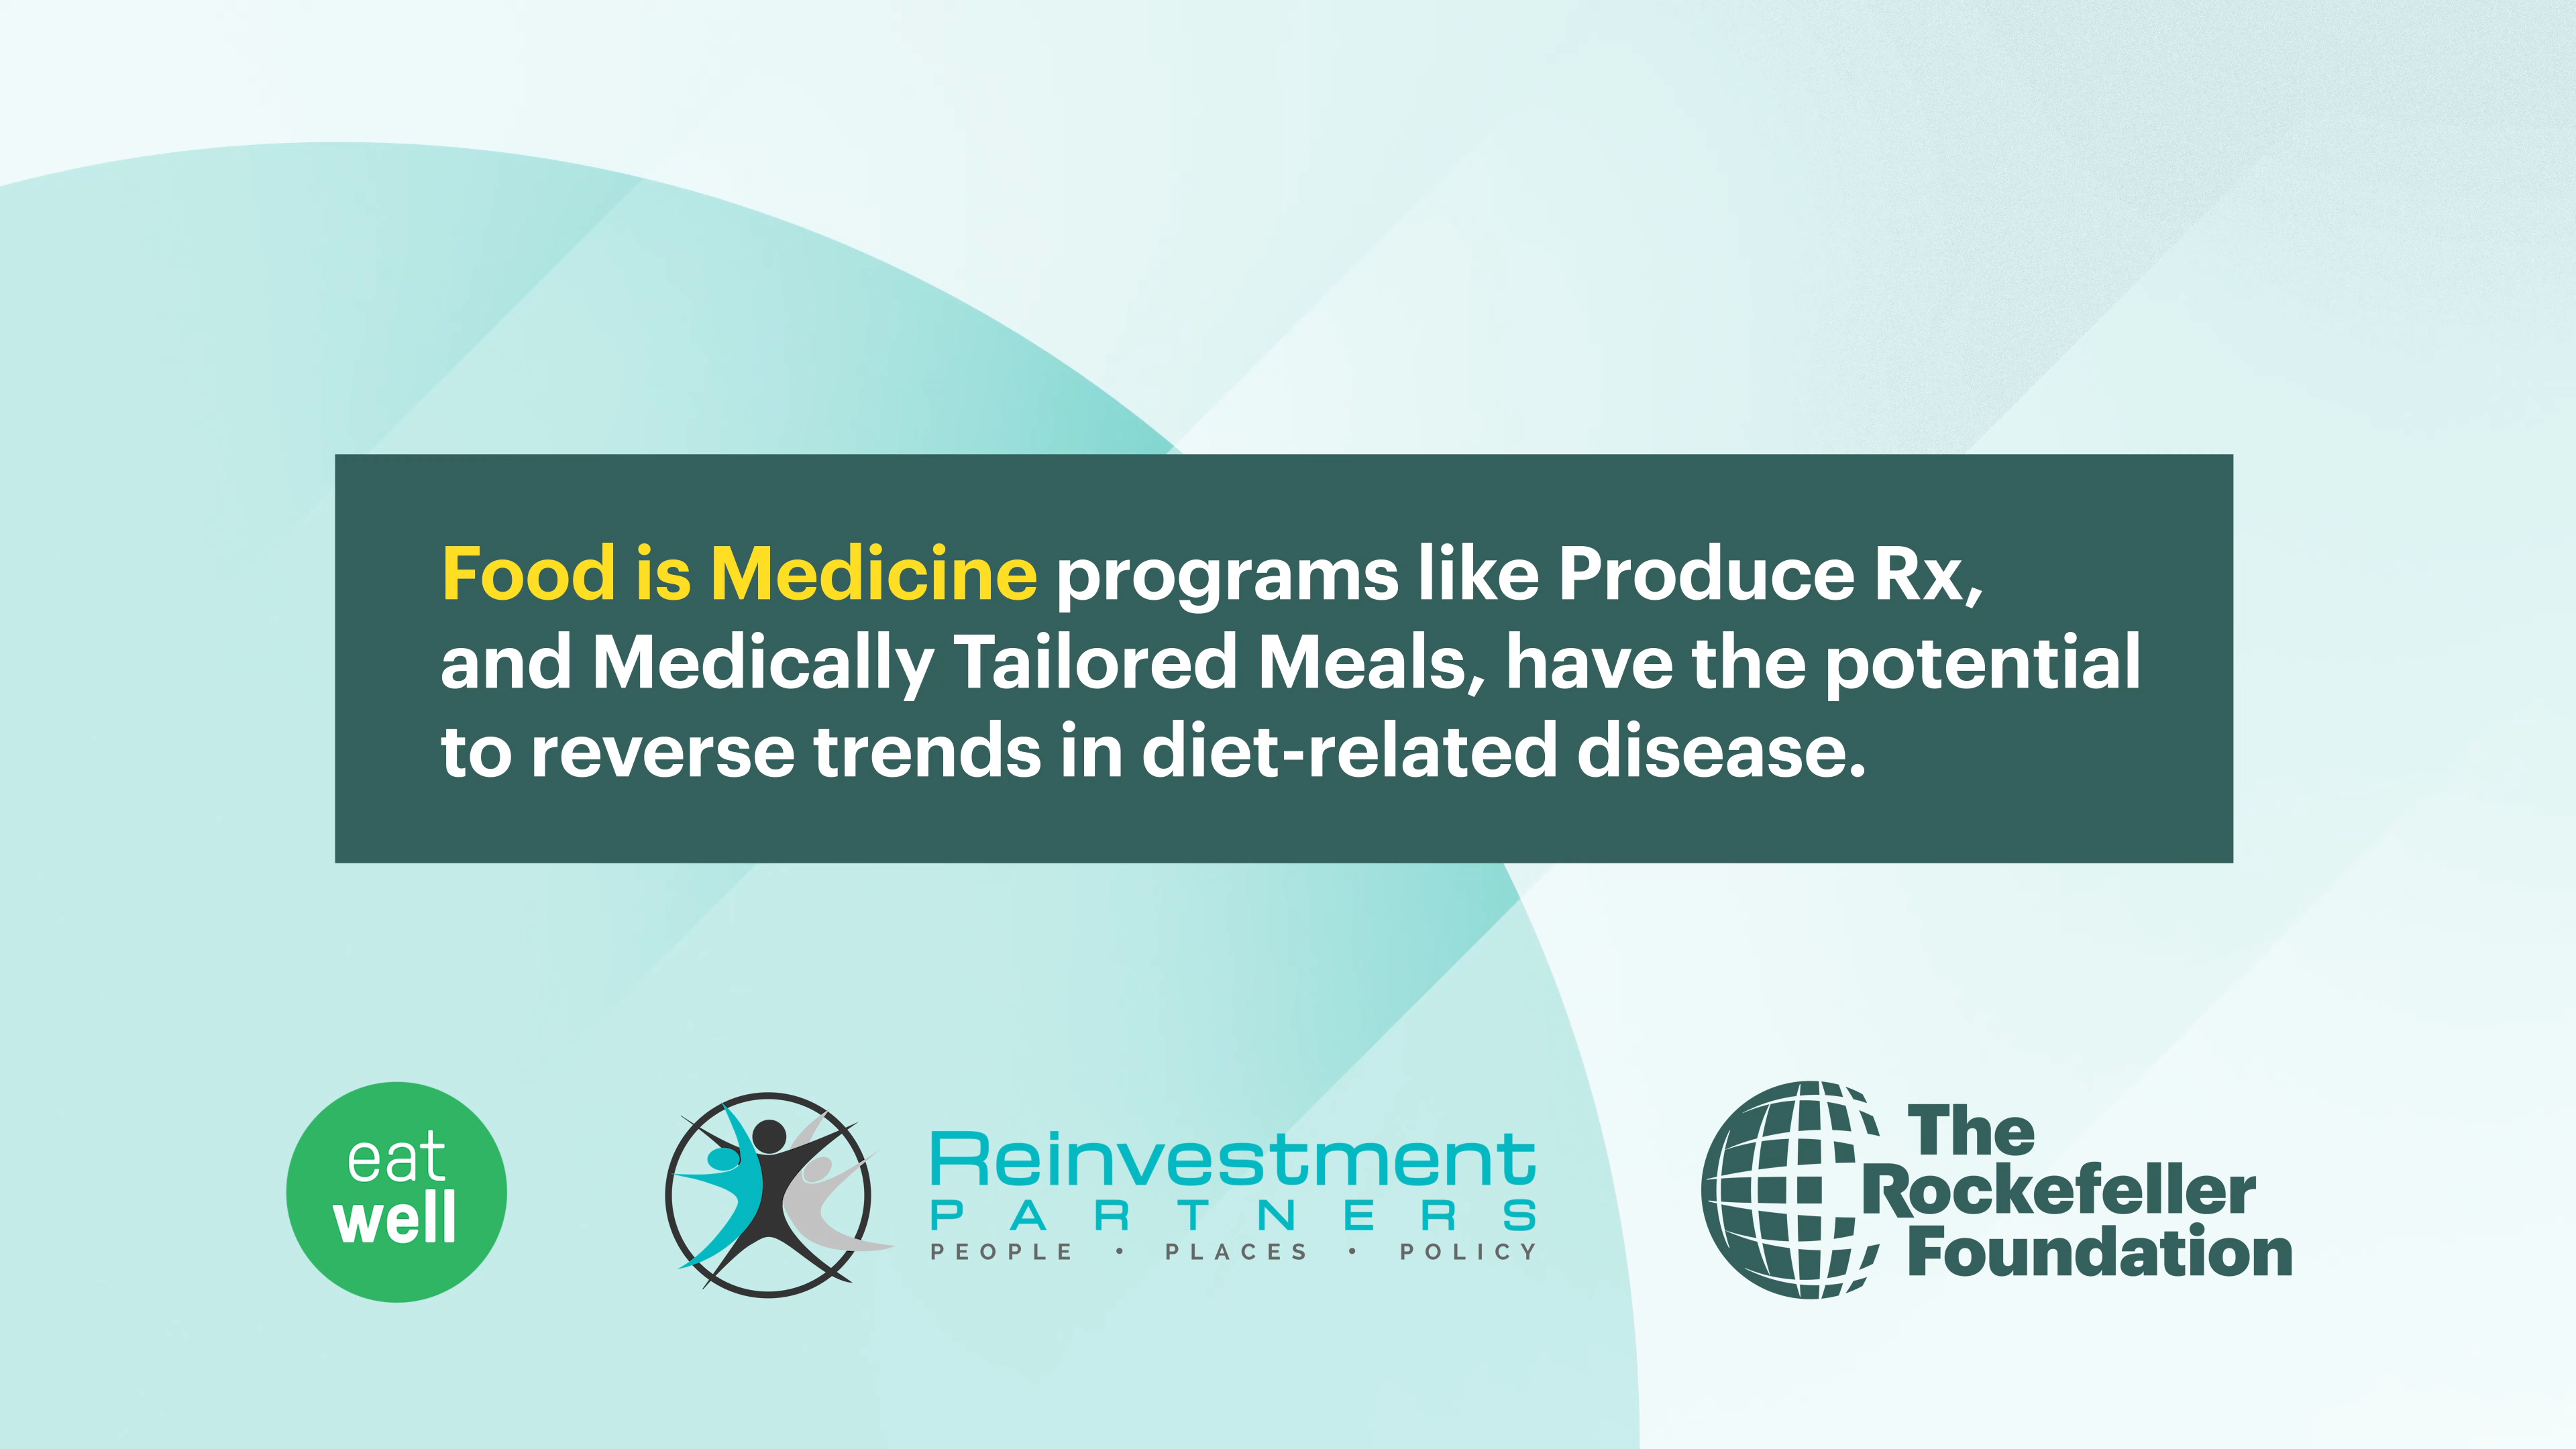 Food is Medicine programs like Produce Rx,
and Medically Tailored Meals, have the potential
to reverse trends in diet-related disease.
eat
well
Reinvestment
PARTNERS
PEOPLE • PLACES • POLICY
The
Rockefeller
Foundation